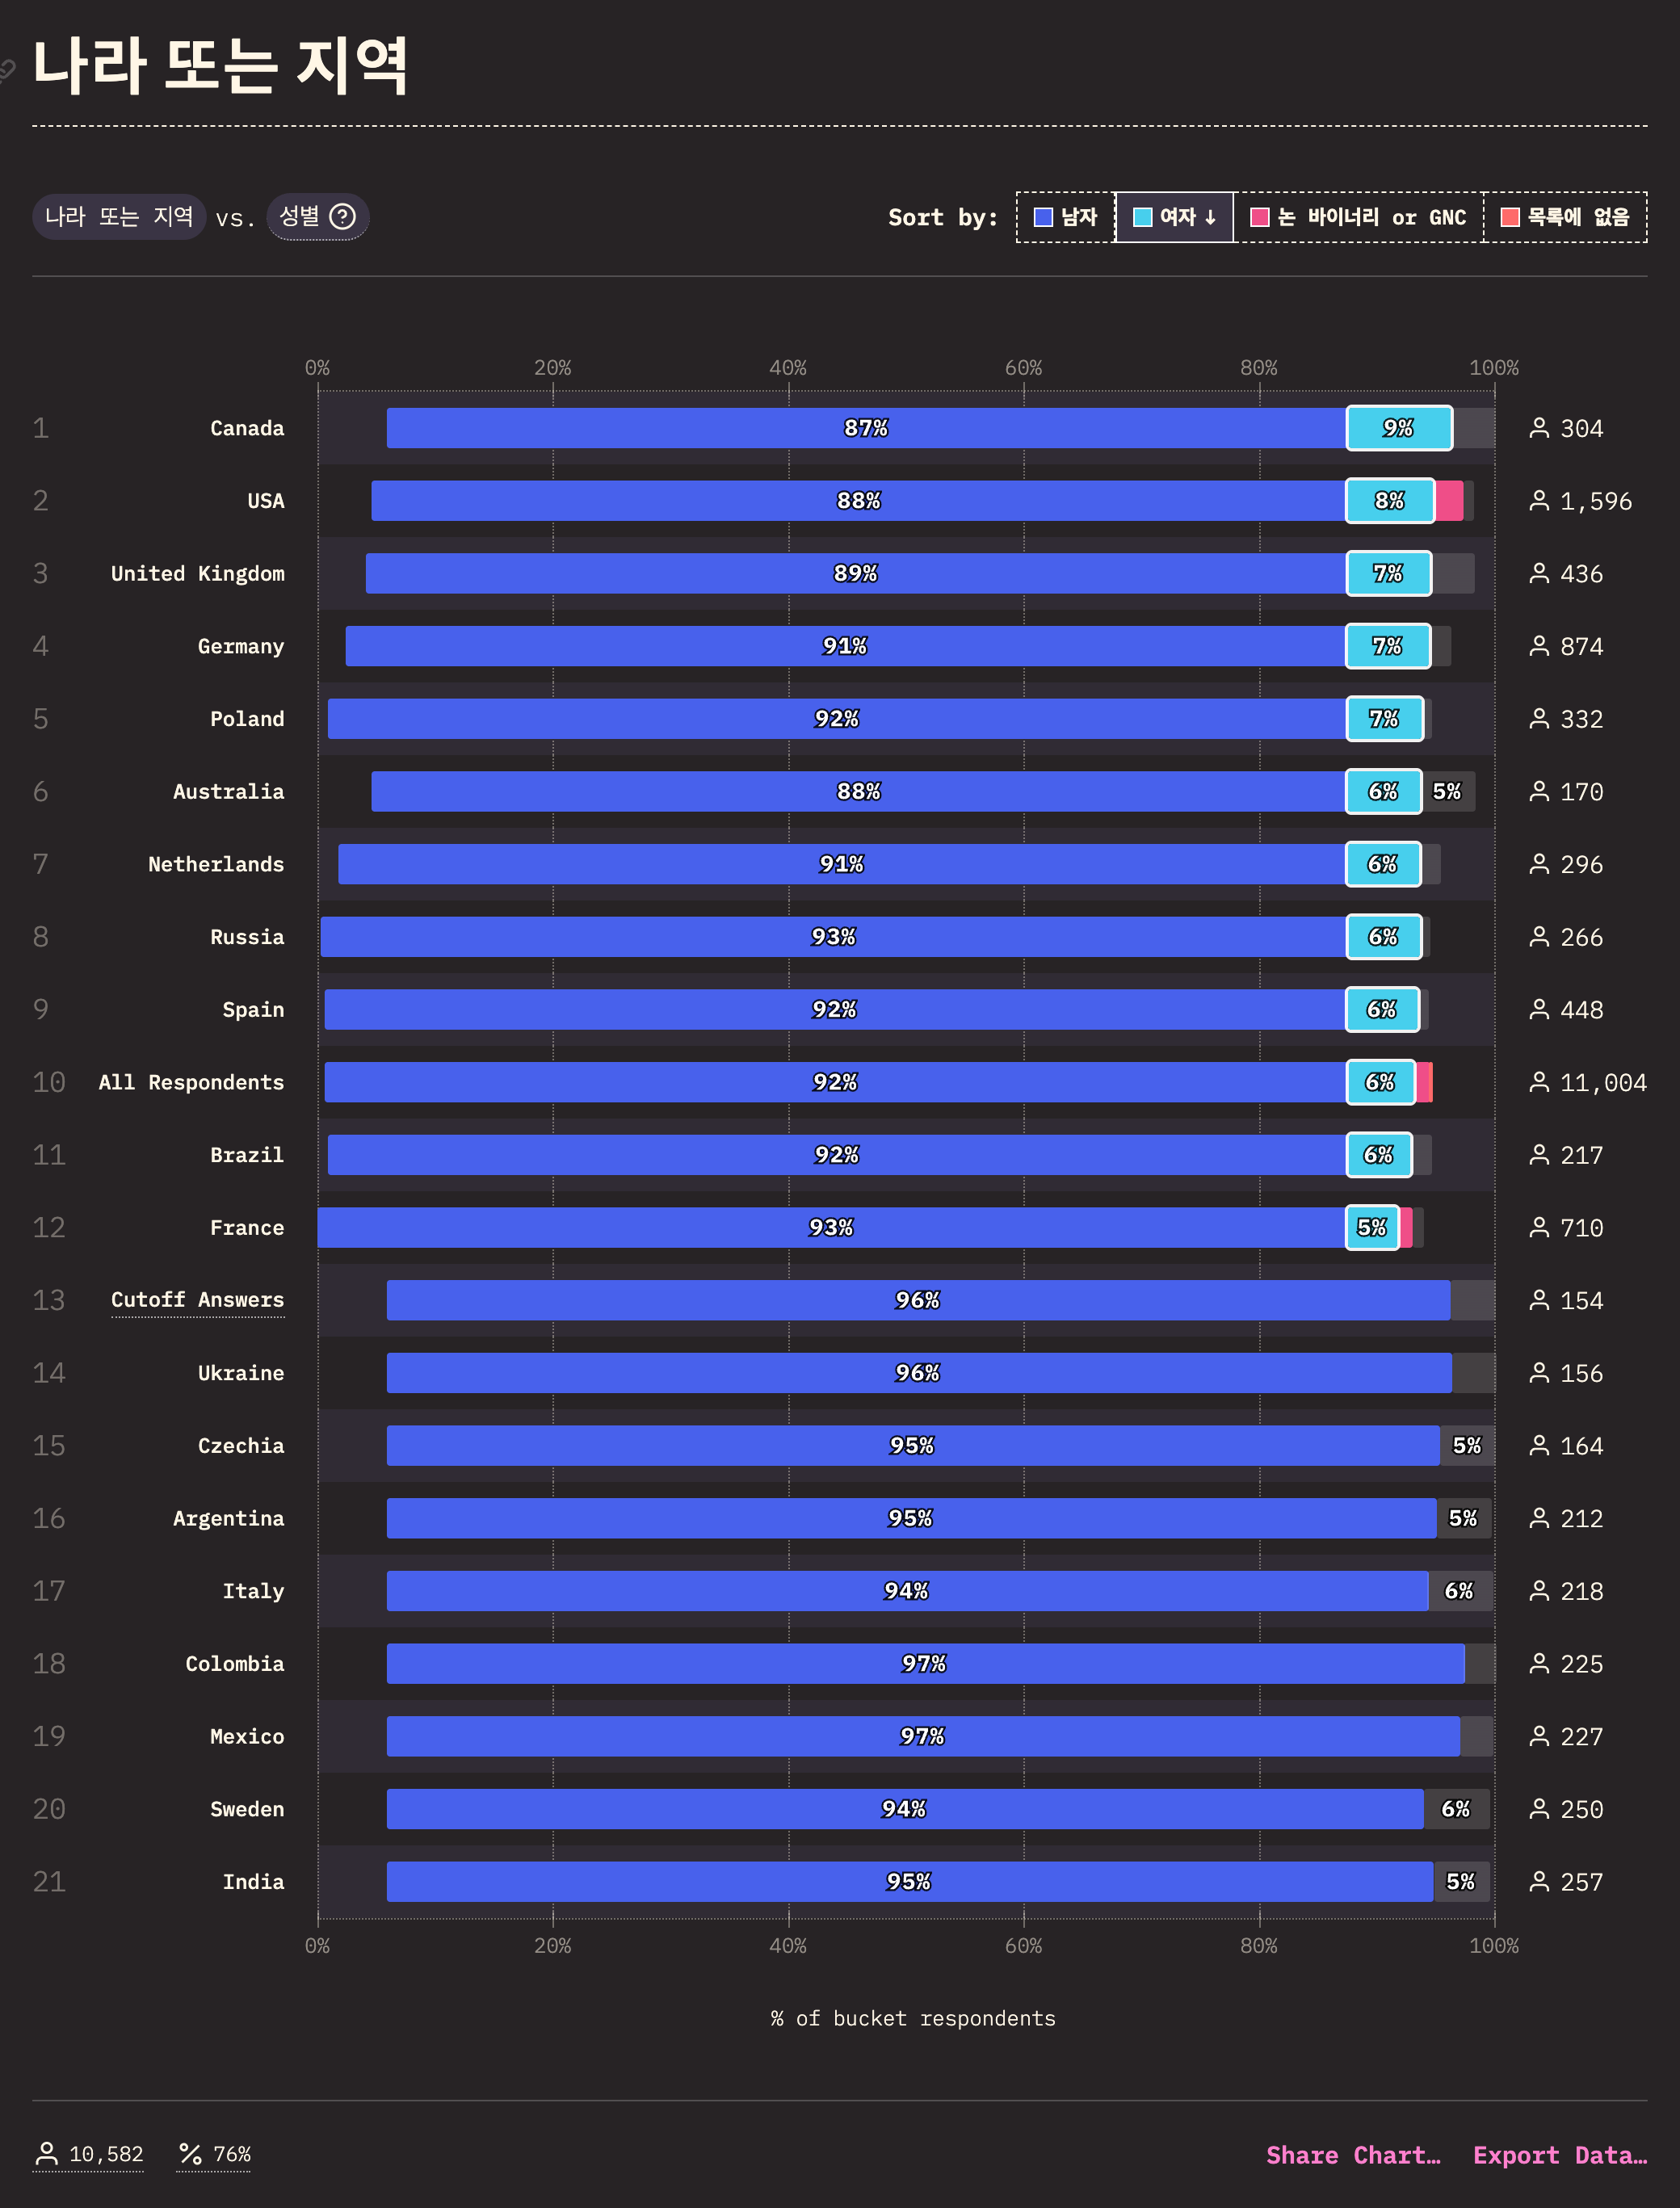 나라 또는 지역
나라 또는 지역 vs. 성별 ? Sort by: 남자 여자 ↓ 논 바이너리 or GNC 목록에 없음
0% 20% 40% 60% 80% 100%
1 Canada 87% 9% 304
2 USA 88% 8% 1,596
3 United Kingdom 89% 7% 436
4 Germany 91% 7% 874
5 Poland 92% 7% 332
6 Australia 88% 6% 5% 170
7 Netherlands 91% 6% 296
8 Russia 93% 6% 266
9 Spain 92% 6% 448
10 All Respondents 92% 6% 11,004
11 Brazil 92% 6% 217
12 France 93% 5% 710
13 Cutoff Answers 96% 154
14 Ukraine 96% 156
15 Czechia 95% 5% 164
16 Argentina 95% 5% 212
17 Italy 94% 6% 218
18 Colombia 97% 225
19 Mexico 97% 227
20 Sweden 94% 6% 250
21 India 95% 5% 257
0% 20% 40% 60% 80% 100%
% of bucket respondents
10,582 % 76% Share Chart… Export Data…